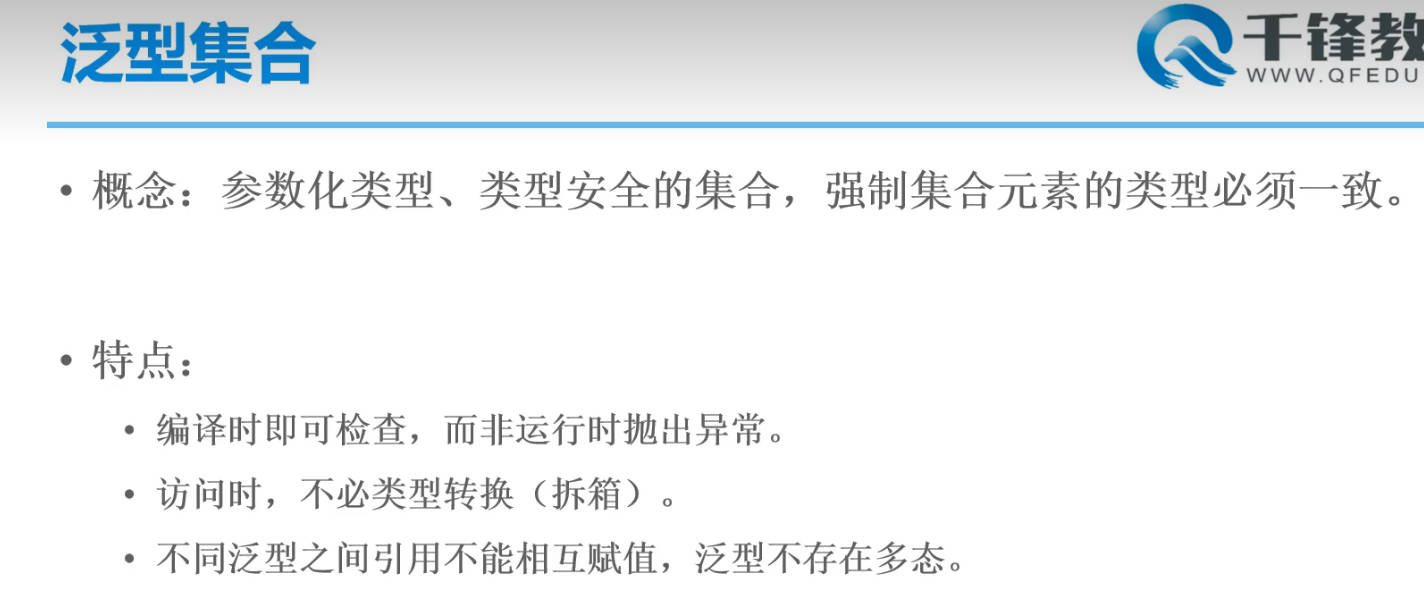 泛型集合
千锋教
WWW.QFEDU
• 概念：参数化类型、类型安全的集合，强制集合元素的类型必须一致。
• 特点：
• 编译时即可检查，而非运行时抛出异常。
• 访问时，不必类型转换（拆箱）。
• 不同泛型之间引用不能相互赋值，泛型不存在多态。